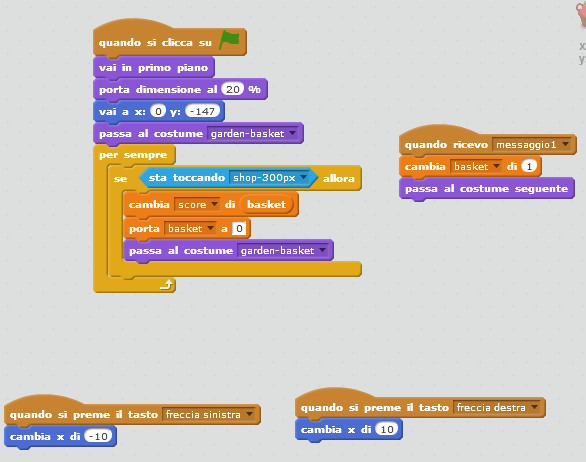 quando si clicca su
vai in primo piano
porta dimensione al 20 %
vai a x: 0 y: -147
passa al costume garden-basket
per sempre
se sta toccando shop-300px allora
cambia score di basket
porta basket a 0
passa al costume garden-basket
quando ricevo messaggio1
cambia basket di 1
passa al costume seguente
quando si preme il tasto freccia sinistra
cambia x di -10
quando si preme il tasto freccia destra
cambia x di 10
x
y: